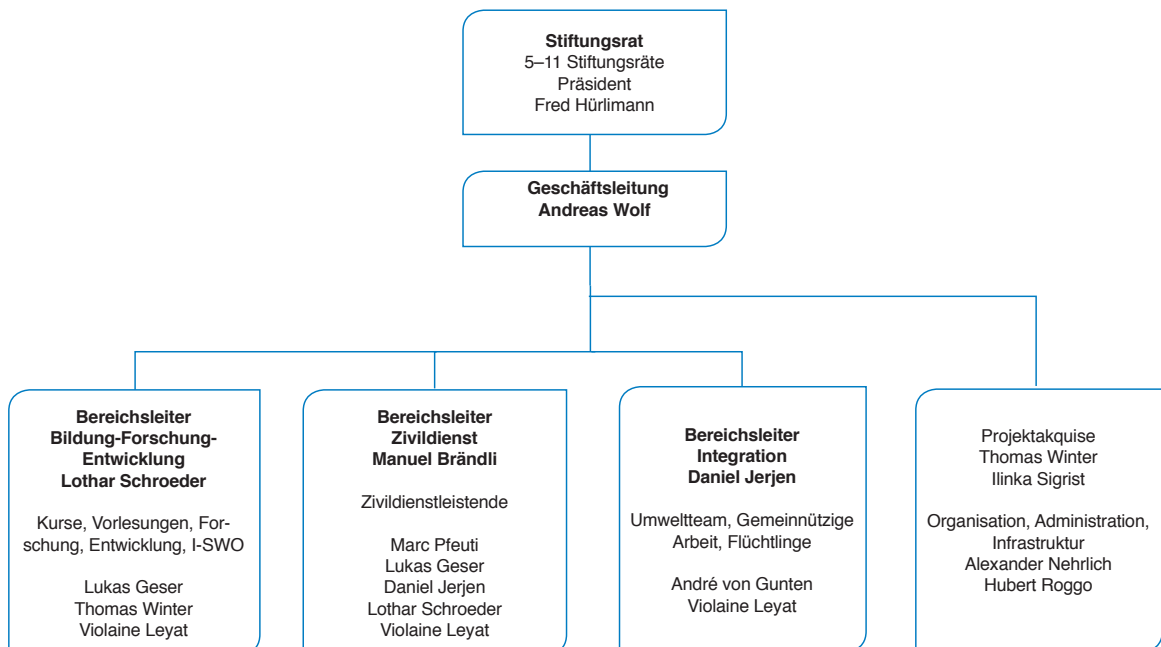 Stiftungsrat
5–11 Stiftungsräte
Präsident
Fred Hürlimann
Geschäftsleitung
Andreas Wolf
Bereichsleiter
Bildung-Forschung-
Entwicklung
Lothar Schroeder
Kurse, Vorlesungen, For-
schung, Entwicklung, I-SWO
Lukas Geser
Thomas Winter
Violaine Leyat
Bereichsleiter
Zivildienst
Manuel Brändli
Zivildienstleistende
Marc Pfeuti
Lukas Geser
Daniel Jerjen
Lothar Schroeder
Violaine Leyat
Bereichsleiter
Integration
Daniel Jerjen
Umweltteam, Gemeinnützige
Arbeit, Flüchtlinge
André von Gunten
Violaine Leyat
Projektakquise
Thomas Winter
Ilinka Sigrist
Organisation, Administration,
Infrastruktur
Alexander Nehrlich
Hubert Roggo